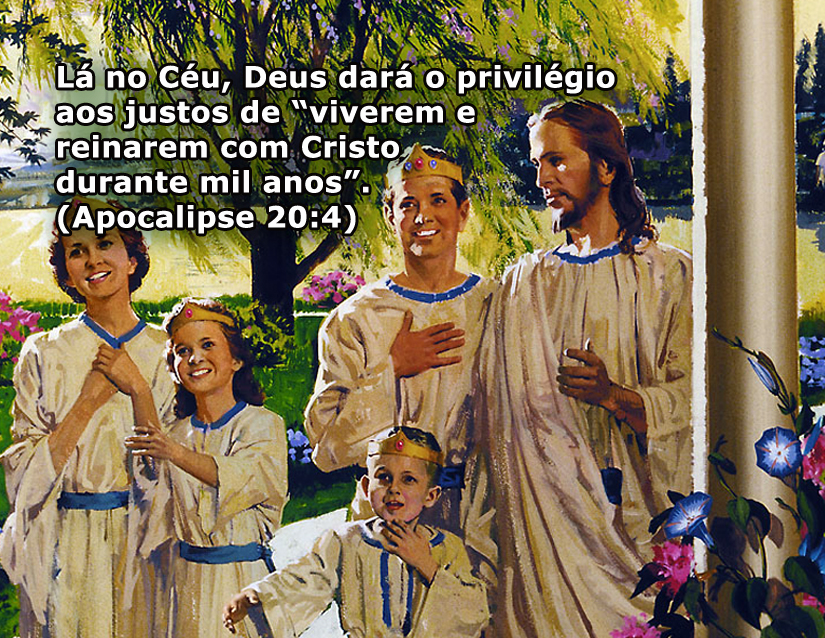 Lá no Céu, Deus dará o privilégio
aos justos de “viverem e
reinarem com Cristo
durante mil anos”.
(Apocalipse 20:4)